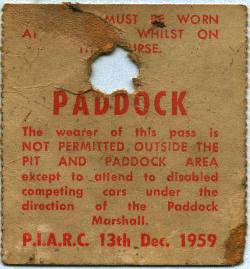 MUST BE WORN
WHILST ON
PADDOCK
The wearer of this pass is
NOT PERMITTED OUTSIDE THE
PIT AND PADDOCK AREA
except to attend to disabled
competing cars under the
direction of the Paddock
Marshall.
P.I.A.R.C. 13th Dec. 1959